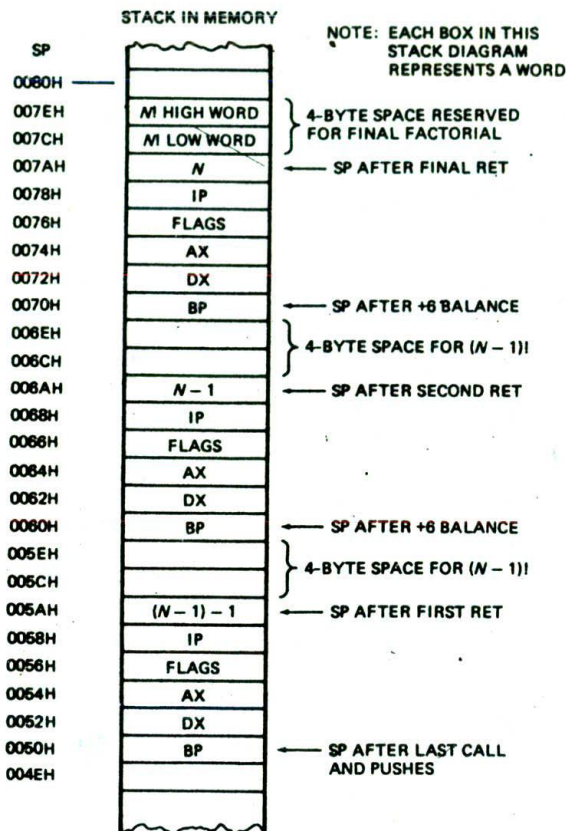 STACK IN MEMORY
NOTE: EACH BOX IN THIS
STACK DIAGRAM
REPRESENTS A WORD
SP
0080H
007EH N! HIGH WORD
007CH N! LOW WORD
4-BYTE SPACE RESERVED
FOR FINAL FACTORIAL
007AH N SP AFTER FINAL RET
0078H IP
0076H FLAGS
0074H AX
0072H DX
0070H BP SP AFTER +6 BALANCE
006EH
006CH
4-BYTE SPACE FOR (N – 1)!
006AH N – 1 SP AFTER SECOND RET
0068H IP
0066H FLAGS
0064H AX
0062H DX
0060H BP SP AFTER +6 BALANCE
005EH
005CH
4-BYTE SPACE FOR (N – 1)!
005AH (N – 1) – 1 SP AFTER FIRST RET
0058H IP
0056H FLAGS
0054H AX
0052H DX
0050H BP SP AFTER LAST CALL
AND PUSHES
004EH